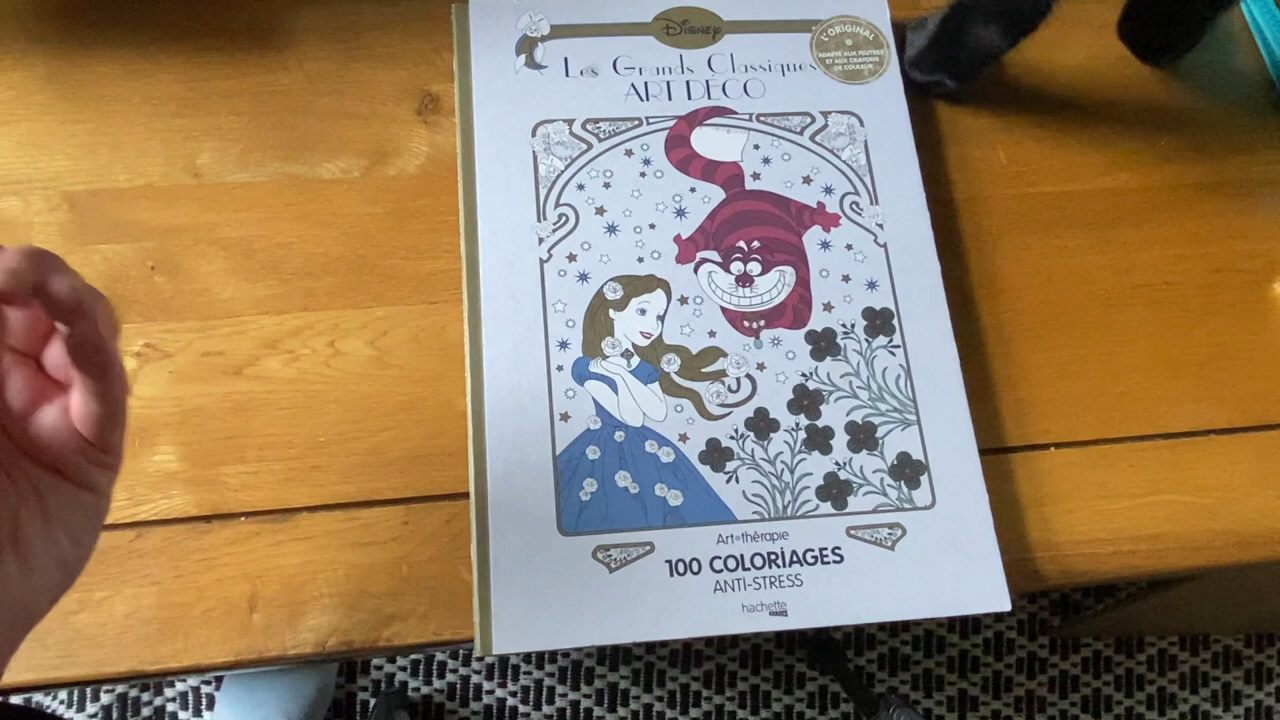 Disney
L'ORIGINAL
ADAPTÉ AUX FEUTRES
ET AUX CRAYONS
DE COULEUR
Les Grands Classiques
ART DÉCO
Art-thérapie
100 COLORIAGES
ANTI-STRESS
hachette